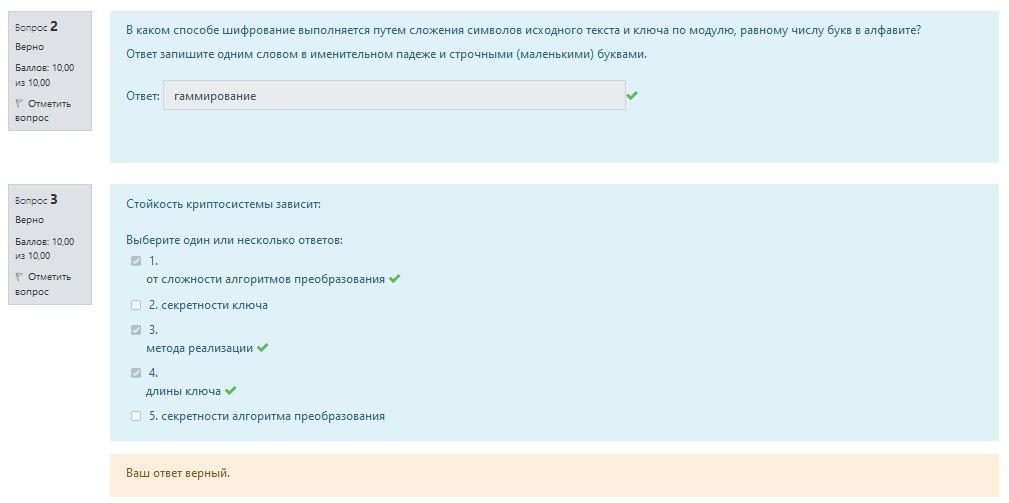 Вопрос 2
Верно
Баллов: 10,00
из 10,00
Отметить
вопрос
В каком способе шифрование выполняется путем сложения символов исходного текста и ключа по модулю, равному числу букв в алфавите?
Ответ запишите одним словом в именительном падеже и строчными (маленькими) буквами.
Ответ: гаммирование
Вопрос 3
Верно
Баллов: 10,00
из 10,00
Отметить
вопрос
Стойкость криптосистемы зависит:
Выберите один или несколько ответов:
1.
от сложности алгоритмов преобразования
2. секретности ключа
3.
метода реализации
4.
длины ключа
5. секретности алгоритма преобразования
Ваш ответ верный.